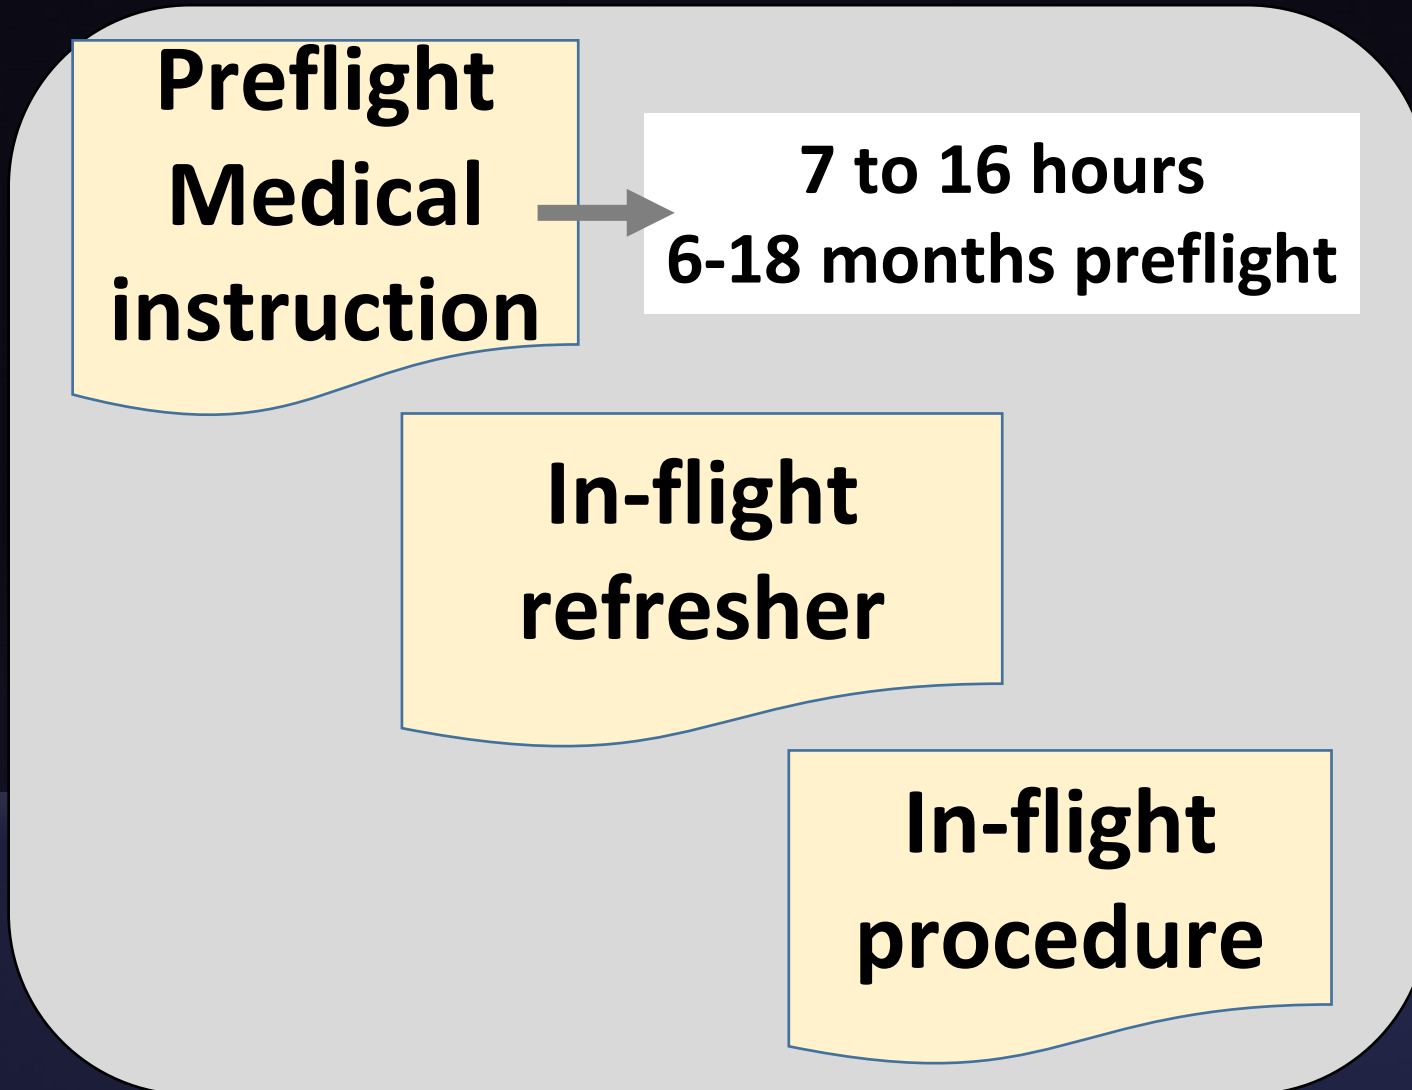 Preflight
Medical
instruction
7 to 16 hours
6-18 months preflight
In-flight
refresher
In-flight
procedure